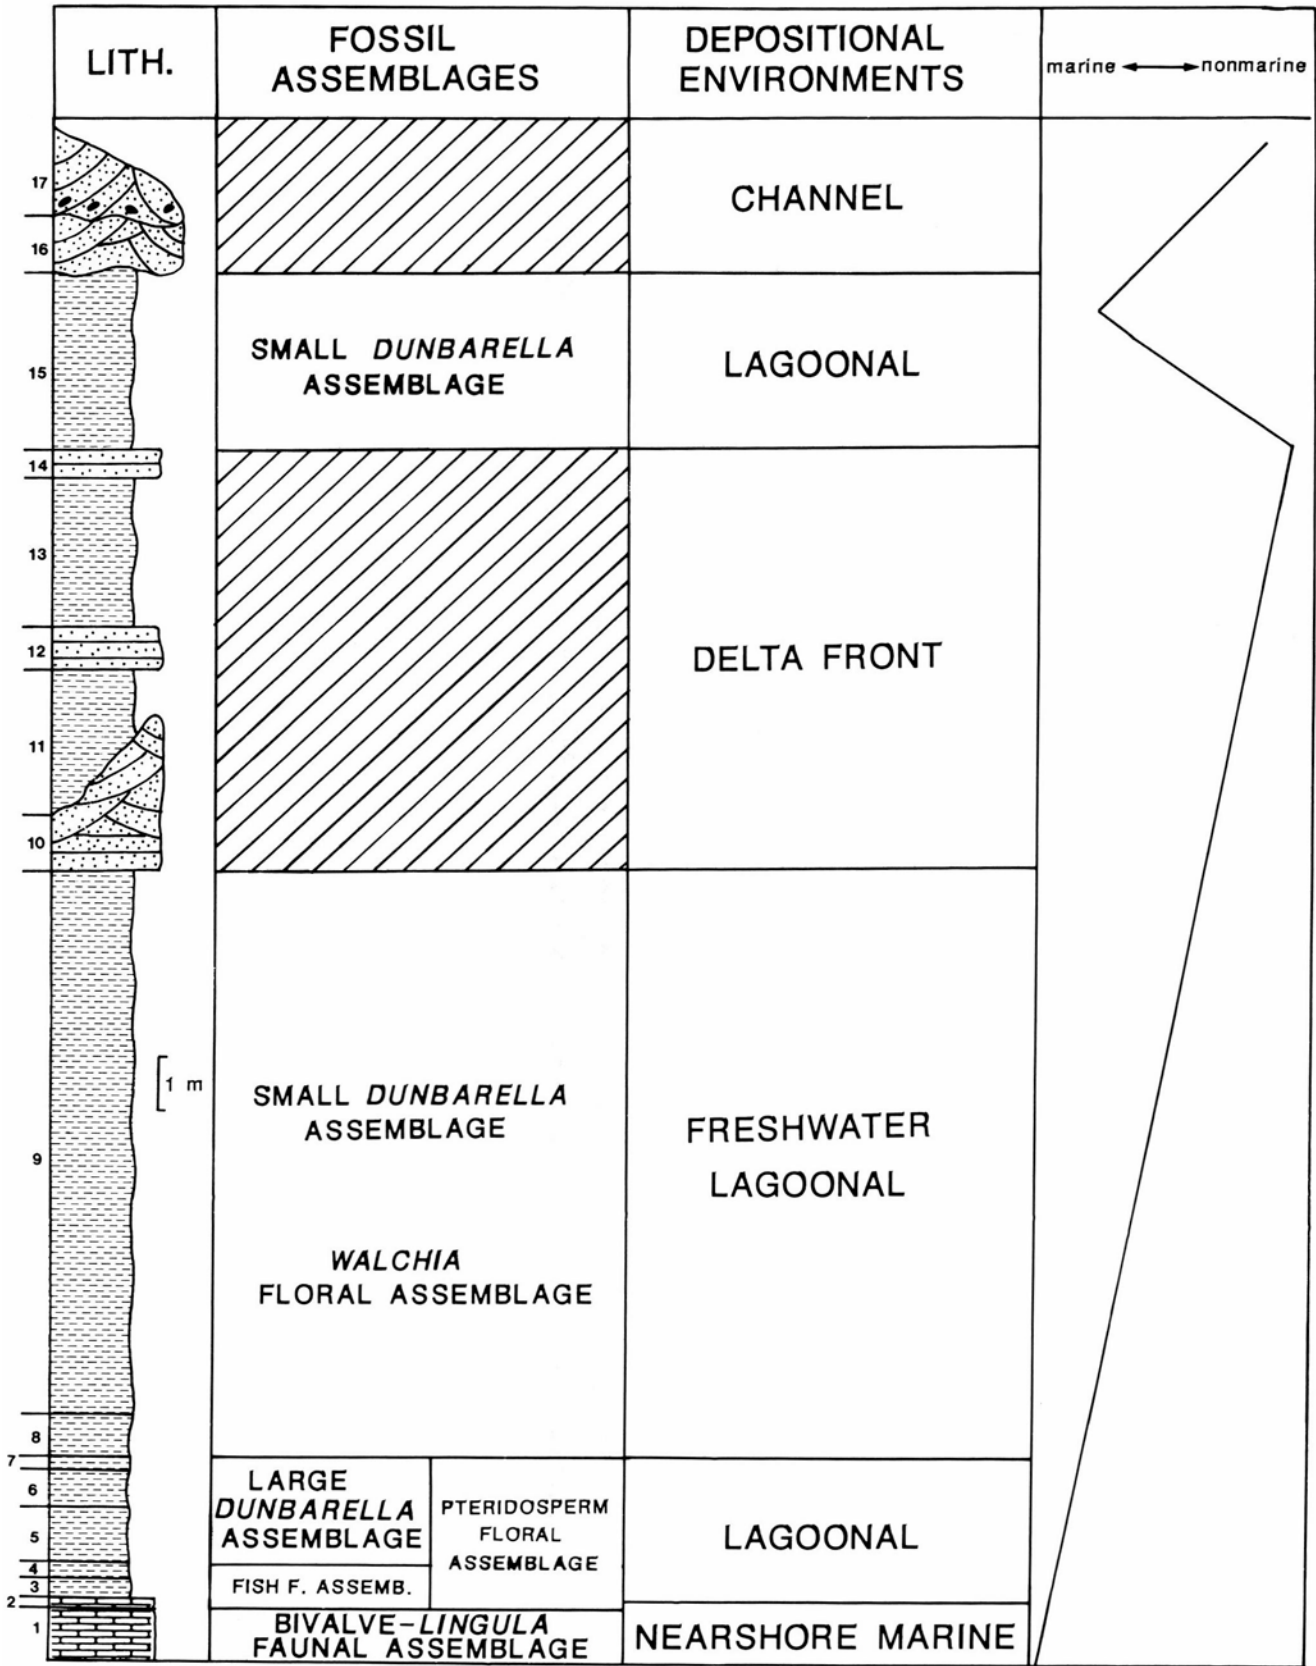 LITH.
FOSSIL
ASSEMBLAGES
DEPOSITIONAL
ENVIRONMENTS
marine ↔ nonmarine
17
16
CHANNEL
15
SMALL DUNBARELLA
ASSEMBLAGE
LAGOONAL
14
13
12
11
10
DELTA FRONT
9
1 m
SMALL DUNBARELLA
ASSEMBLAGE
WALCHIA
FLORAL ASSEMBLAGE
FRESHWATER
LAGOONAL
8
7
6
5
4
3
2
1
LARGE
DUNBARELLA
ASSEMBLAGE
PTERIDOSPERM
FLORAL
ASSEMBLAGE
LAGOONAL
FISH F. ASSEMB.
BIVALVE-LINGULA
FAUNAL ASSEMBLAGE
NEARSHORE MARINE